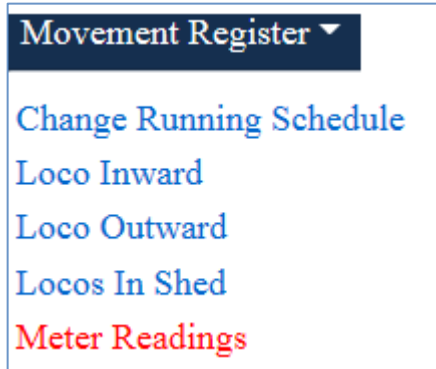 Movement Register
Change Running Schedule
Loco Inward
Loco Outward
Locos In Shed
Meter Readings